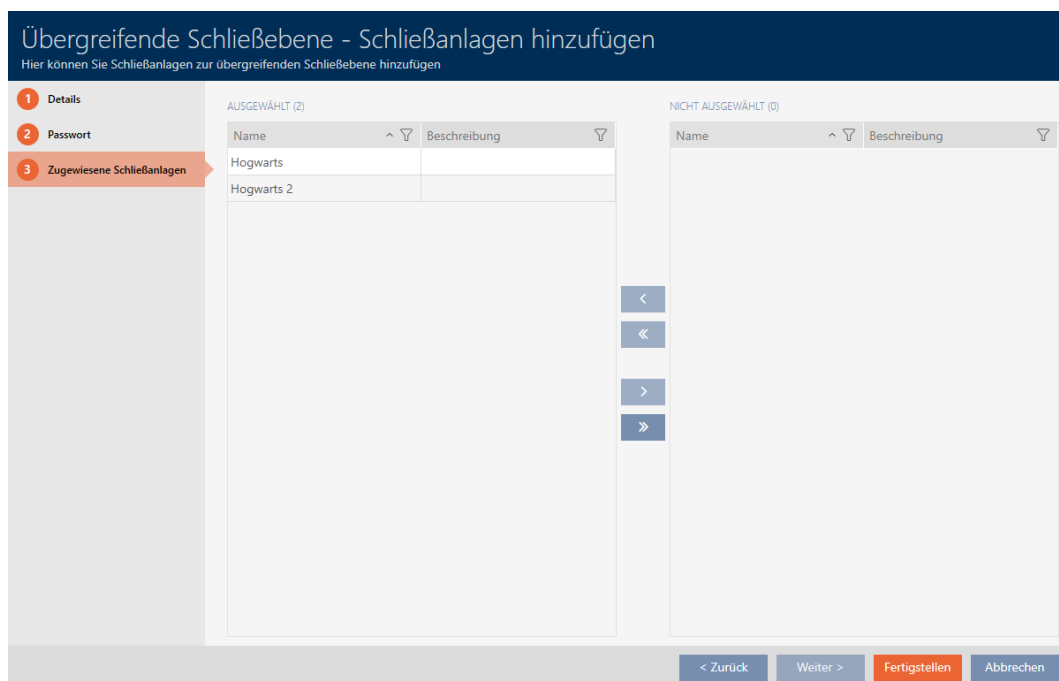 Übergreifende Schließebene - Schließanlagen hinzufügen
Hier können Sie Schließanlagen zur übergreifenden Schließebene hinzufügen
1 Details
2 Passwort
3 Zugewiesene Schließanlagen
AUSGEWÄHLT (2)
Name Beschreibung
Hogwarts
Hogwarts 2
NICHT AUSGEWÄHLT (0)
Name Beschreibung
< Zurück Weiter > Fertigstellen Abbrechen